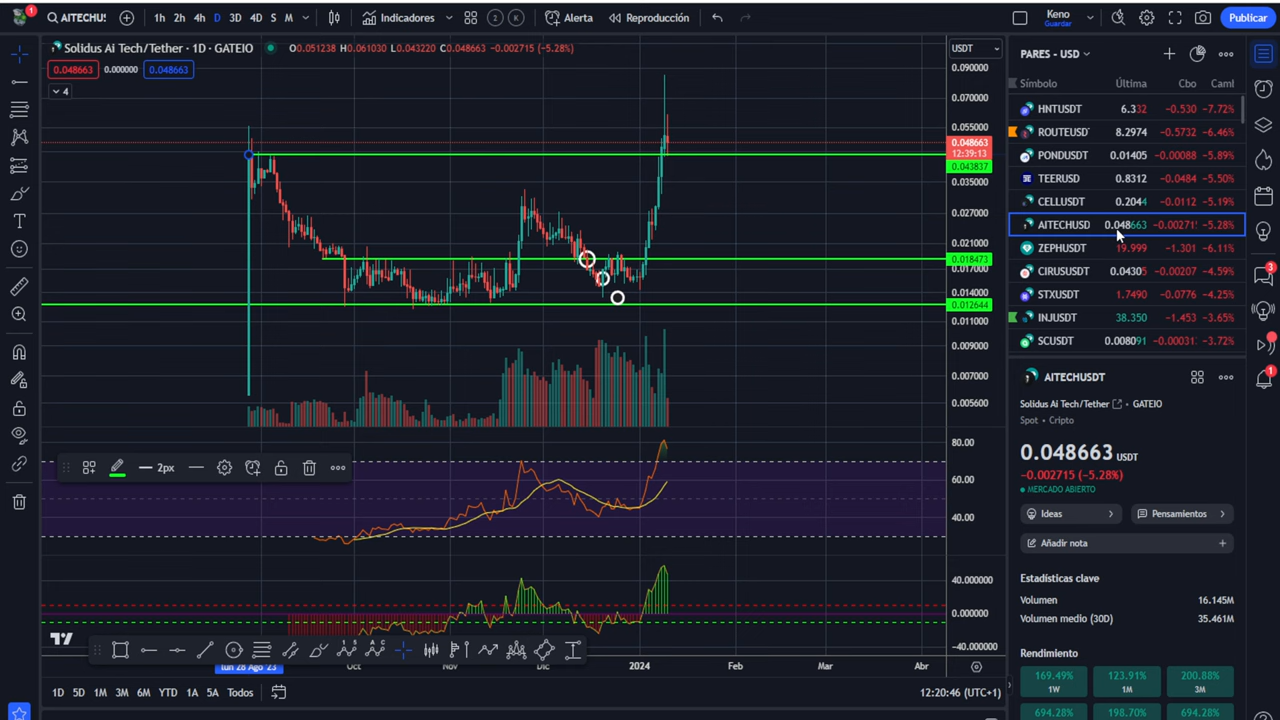 AITECHU: 1h 2h 4h D 3D 4D S M Indicadores 2 K Alerta Reproducción Keno Guardar Publicar
Solidus Ai Tech/Tether · 1D · GATEIO O0.051238 H0.061030 L0.043220 C0.048663 −0.002715 (−5.28%)
0.048663 0.000000 0.048663
4
USDT
0.090000
0.070000
0.055000
0.048663
12:39:13
0.043837
0.035000
0.027000
0.021000
0.018473
0.017000
0.014000
0.012644
0.011000
0.009000
0.007000
0.005600
80.00
60.00
40.00
40.000000
0.000000
−40.000000
2px
lun 28 Ago '23 Oct Nov Dic 2024 Feb Mar Abr
1D 5D 1M 3M 6M YTD 1A 5A Todos 12:20:46 (UTC+1)
PARES - USD
Símbolo Última Cbo Caml
HNTUSDT 6.332 −0.530 −7.72%
ROUTEUSD 8.2974 −0.5732 −6.46%
PONDUSDT 0.01405 −0.00088 −5.89%
TEERUSD 0.8312 −0.0484 −5.50%
CELLUSDT 0.2044 −0.0112 −5.19%
AITECHUSD 0.048663 −0.002715 −5.28%
ZEPHUSDT 19.999 −1.301 −6.11%
CIRUSUSDT 0.04305 −0.00207 −4.59%
STXUSDT 1.7490 −0.0776 −4.25%
INJUSDT 38.350 −1.453 −3.65%
SCUSDT 0.008091 −0.00031 −3.72%
AITECHUSDT
Solidus Ai Tech/Tether · GATEIO
Spot · Cripto
0.048663 USDT
−0.002715 (−5.28%)
MERCADO ABIERTO
Ideas Pensamientos
Añadir nota
Estadísticas clave
Volumen 16.145M
Volumen medio (30D) 35.461M
Rendimiento
169.49% 123.91% 200.88%
1W 1M 3M
694.28% 198.70% 694.28%